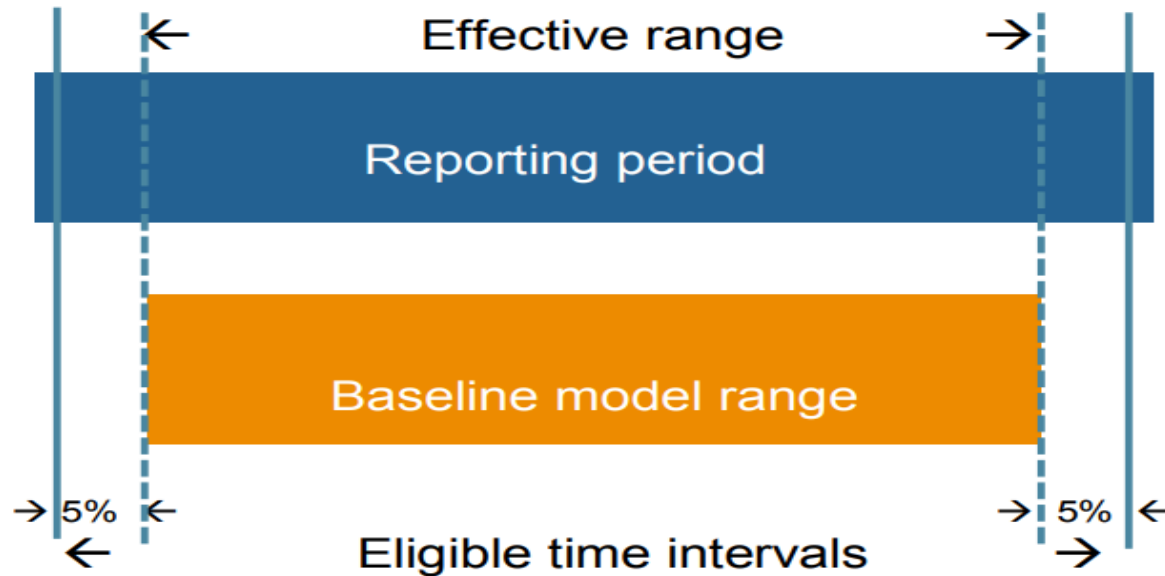 Effective range
Reporting period
Baseline model range
5% 5%
Eligible time intervals